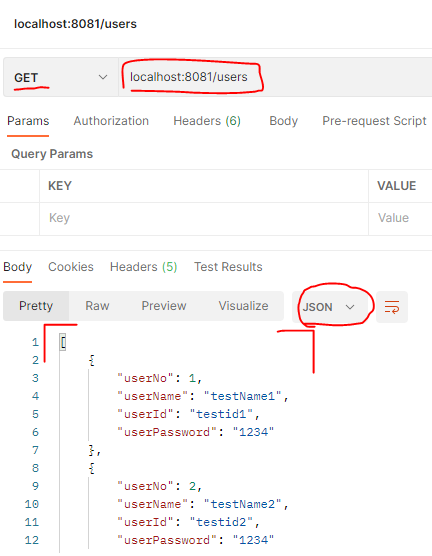 localhost:8081/users
GET localhost:8081/users
Params Authorization Headers (6) Body Pre-request Script
Query Params
KEY VALUE
Key Value
Body Cookies Headers (5) Test Results
Pretty Raw Preview Visualize JSON
1 [
2 {
3 "userNo": 1,
4 "userName": "testName1",
5 "userId": "testid1",
6 "userPassword": "1234"
7 },
8 {
9 "userNo": 2,
10 "userName": "testName2",
11 "userId": "testid2",
12 "userPassword": "1234"